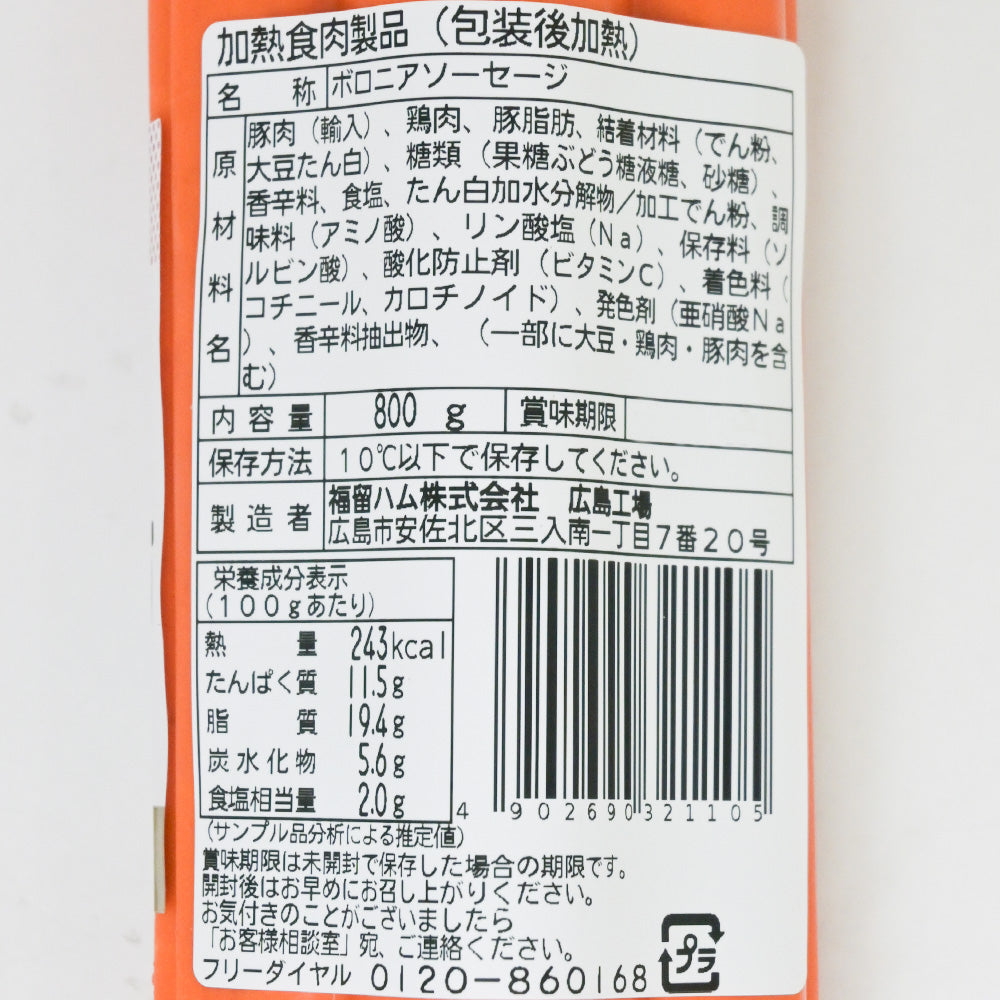 加熱食肉製品（包装後加熱）
名称 ボロニアソーセージ
原材料名 豚肉（輸入）、鶏肉、豚脂肪、結着材料（でん粉、
大豆たん白）、糖類（果糖ぶどう糖液糖、砂糖）、
香辛料、食塩、たん白加水分解物／加工でん粉、調
味料（アミノ酸）、リン酸塩（Ｎａ）、保存料（ソ
ルビン酸）、酸化防止剤（ビタミンＣ）、着色料（
コチニール、カロチノイド）、発色剤（亜硝酸Ｎａ
）、香辛料抽出物、（一部に大豆・鶏肉・豚肉を含
む）
内容量 800 g 賞味期限
保存方法 10℃以下で保存してください。
製造者 福留ハム株式会社 広島工場
広島市安佐北区三入南一丁目７番２０号
栄養成分表示
（１００ｇあたり）
熱量 243kcal
たんぱく質 11.5g
脂質 19.4g
炭水化物 5.6g
食塩相当量 2.0g
4 902690 321105
（サンプル品分析による推定値）
賞味期限は未開封で保存した場合の期限です。
開封後はお早めにお召し上がりください。
お気付きのことがございましたら
「お客様相談室」宛、ご連絡ください。
フリーダイヤル 0120-860168
プラ